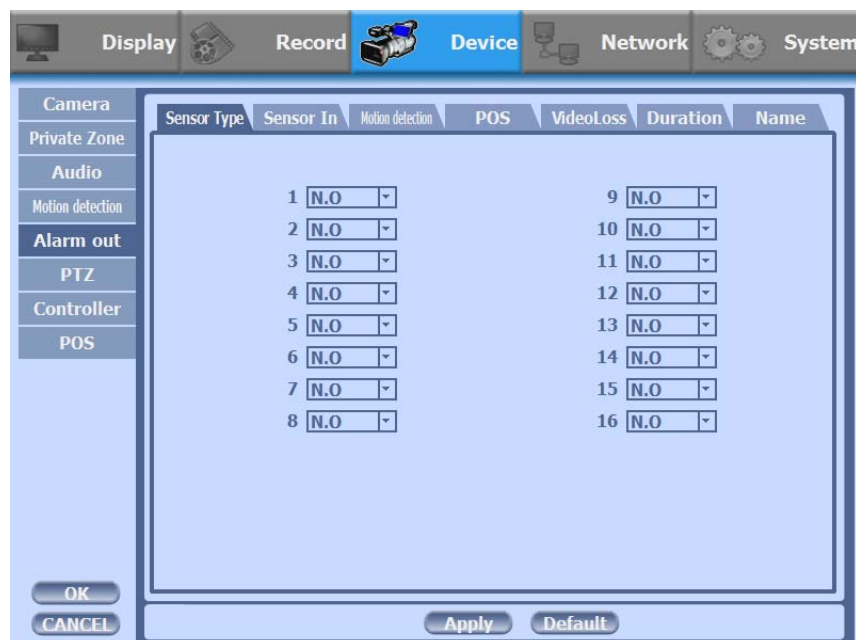 Display Record Device Network System
Camera
Private Zone
Audio
Motion detection
Alarm out
PTZ
Controller
POS
Sensor Type Sensor In Motion detection POS VideoLoss Duration Name
1 N.O 9 N.O
2 N.O 10 N.O
3 N.O 11 N.O
4 N.O 12 N.O
5 N.O 13 N.O
6 N.O 14 N.O
7 N.O 15 N.O
8 N.O 16 N.O
OK
CANCEL Apply Default